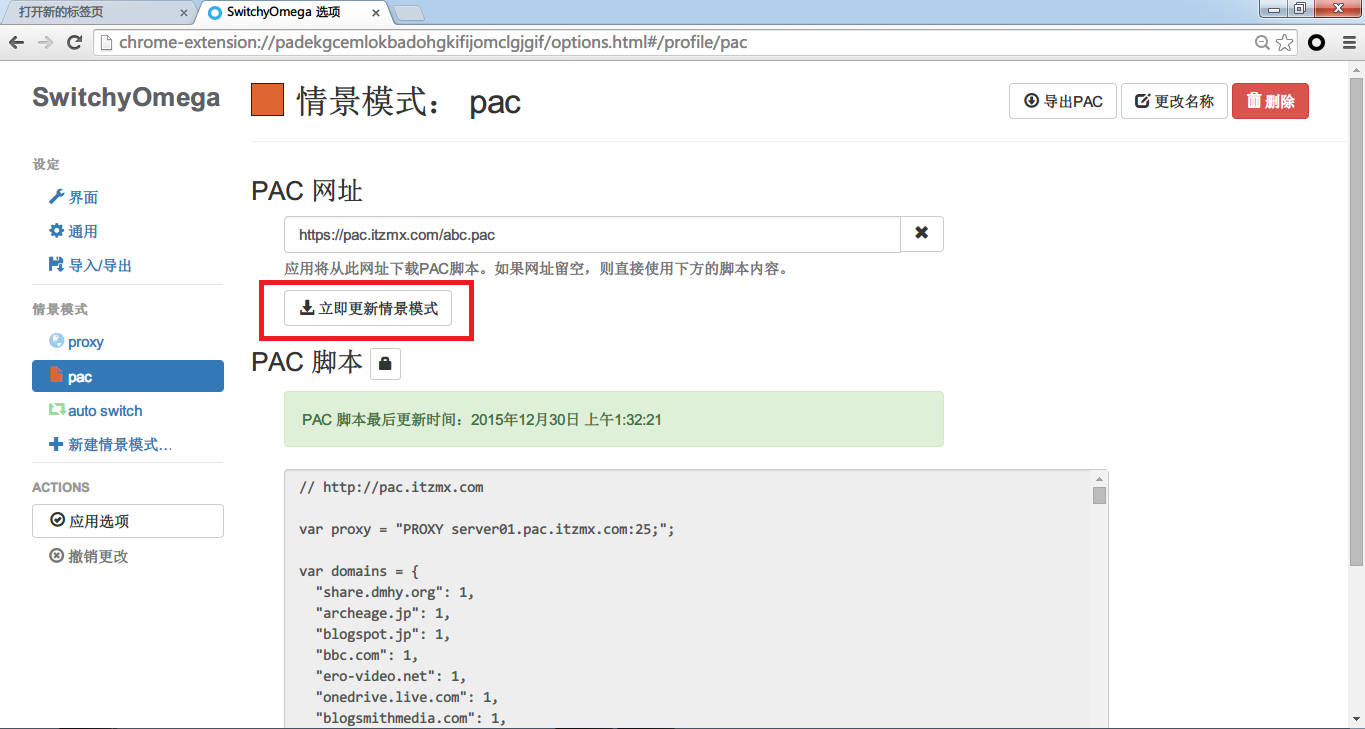 打开新的标签页
SwitchyOmega 选项
chrome-extension://padekgcemlokbadohgkifijomclgjgif/options.html#/profile/pac
SwitchyOmega
情景模式： pac
导出PAC
更改名称
删除
设定
界面
通用
导入/导出
情景模式
proxy
pac
auto switch
新建情景模式...
ACTIONS
应用选项
撤销更改
PAC 网址
https://pac.itzmx.com/abc.pac
应用将从此网址下载PAC脚本。如果网址留空，则直接使用下方的脚本内容。
立即更新情景模式
PAC 脚本
PAC 脚本最后更新时间：2015年12月30日 上午1:32:21
// http://pac.itzmx.com
var proxy = "PROXY server01.pac.itzmx.com:25;";
var domains = {
"share.dmhy.org": 1,
"archeage.jp": 1,
"blogspot.jp": 1,
"bbc.com": 1,
"ero-video.net": 1,
"onedrive.live.com": 1,
"blogsmithmedia.com": 1,